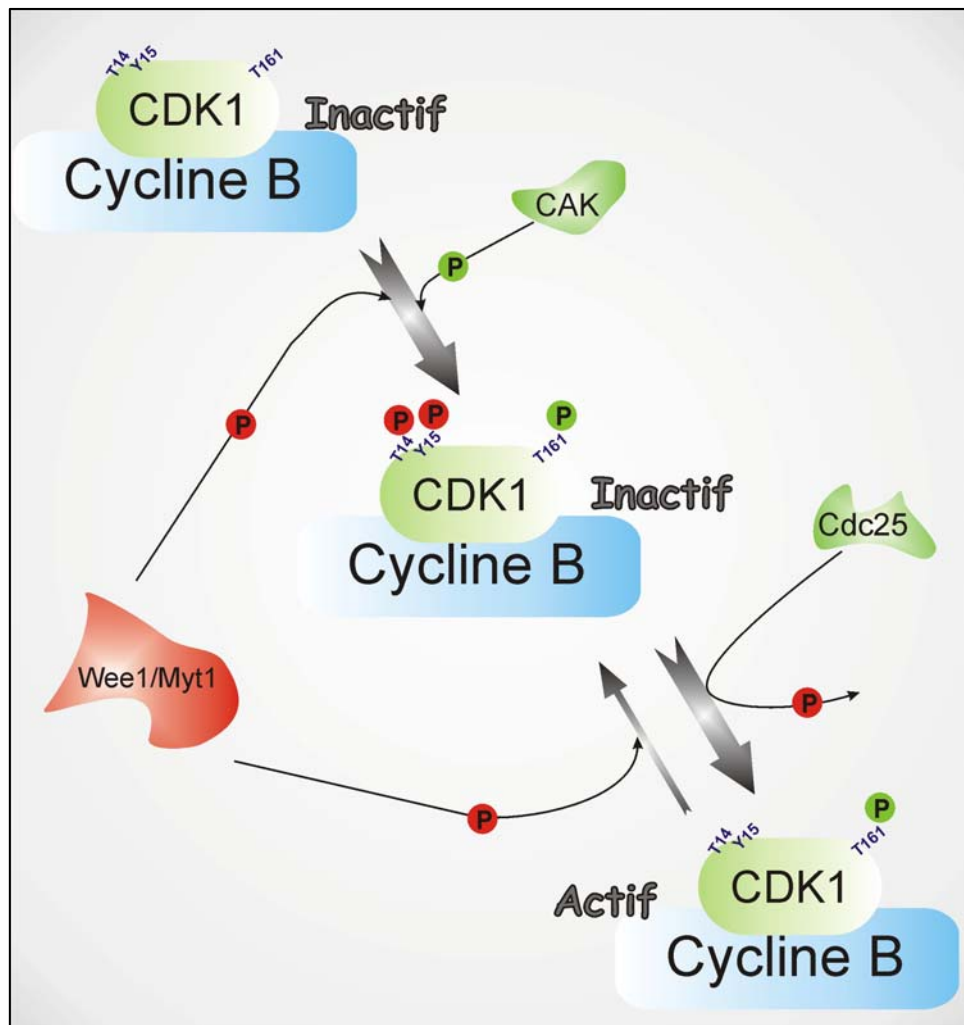 T14 Y15 T161
CDK1 Inactif
Cycline B
CAK
P
P
P P P
T14 Y15 T161
CDK1 Inactif
Cycline B
Cdc25
Wee1/Myt1
P
P
P
T14 Y15 T161
Actif CDK1
Cycline B